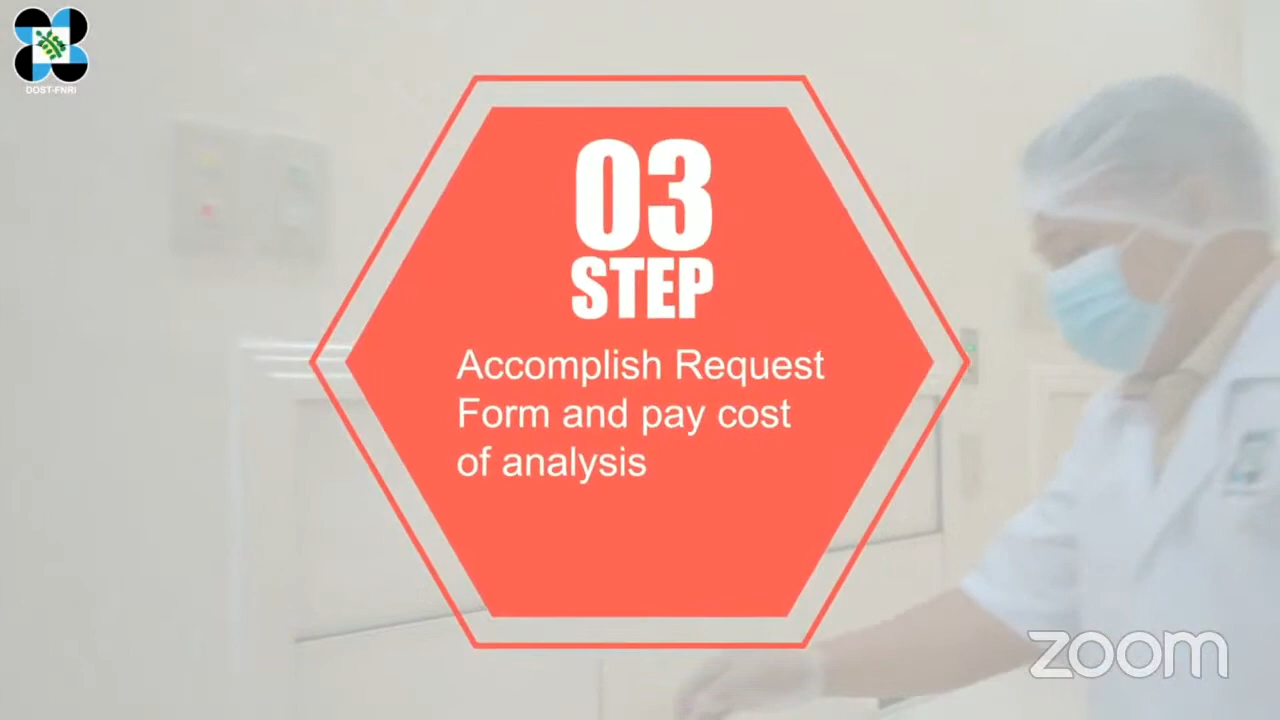 DOST-FNRI
03
STEP
Accomplish Request
Form and pay cost
of analysis
zoom